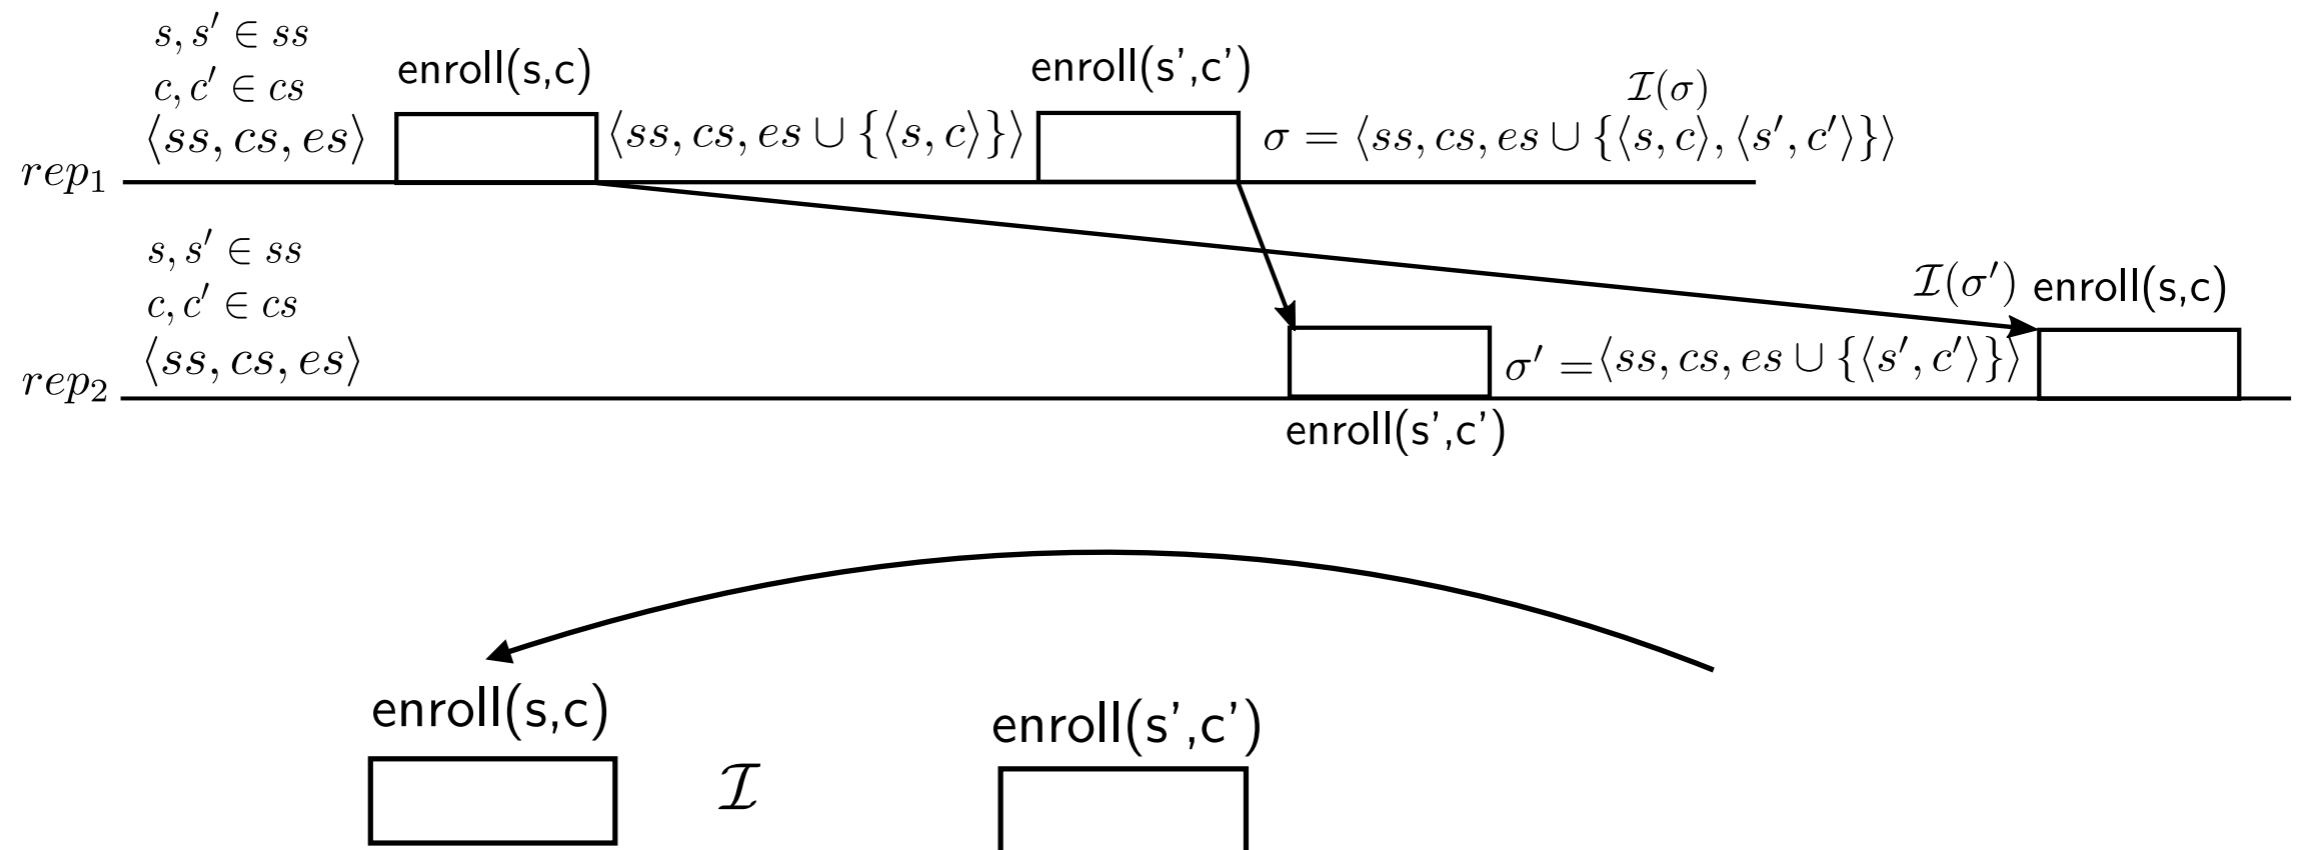 s, s′ ∈ ss
c, c′ ∈ cs
enroll(s,c)
enroll(s',c')
ℐ(σ)
⟨ss, cs, es⟩
⟨ss, cs, es ∪ {⟨s, c⟩}⟩
σ = ⟨ss, cs, es ∪ {⟨s, c⟩, ⟨s′, c′⟩}⟩
rep₁
s, s′ ∈ ss
c, c′ ∈ cs
ℐ(σ′) enroll(s,c)
⟨ss, cs, es⟩
σ′ =⟨ss, cs, es ∪ {⟨s′, c′⟩}⟩
rep₂
enroll(s',c')
enroll(s,c)
enroll(s',c')
ℐ